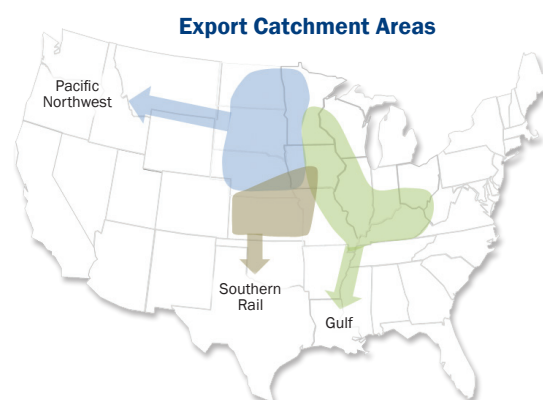 Export Catchment Areas
Pacific
Northwest
Southern
Rail
Gulf